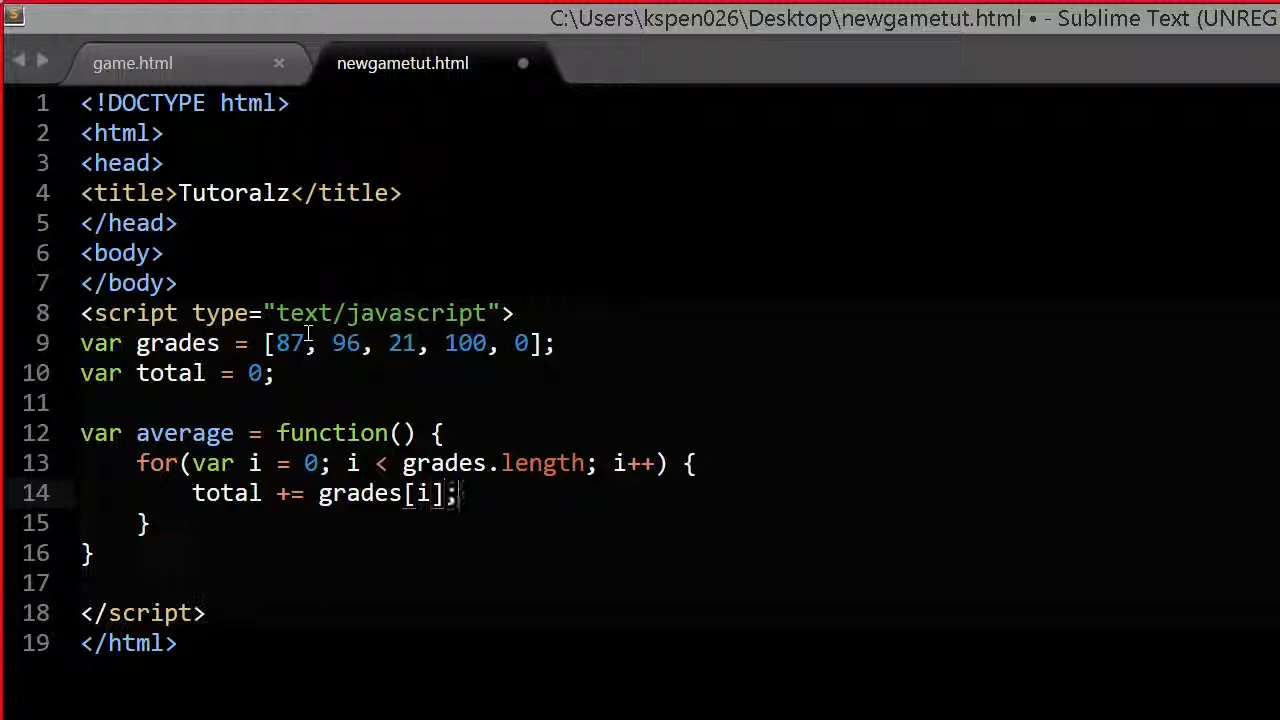 C:\Users\kspen026\Desktop\newgametut.html • - Sublime Text (UNREG
game.html × newgametut.html
1 <!DOCTYPE html>
2 <html>
3 <head>
4 <title>Tutoralz</title>
5 </head>
6 <body>
7 </body>
8 <script type="text/javascript">
9 var grades = [87, 96, 21, 100, 0];
10 var total = 0;
11
12 var average = function() {
13 for(var i = 0; i < grades.length; i++) {
14 total += grades[i];
15 }
16 }
17
18 </script>
19 </html>